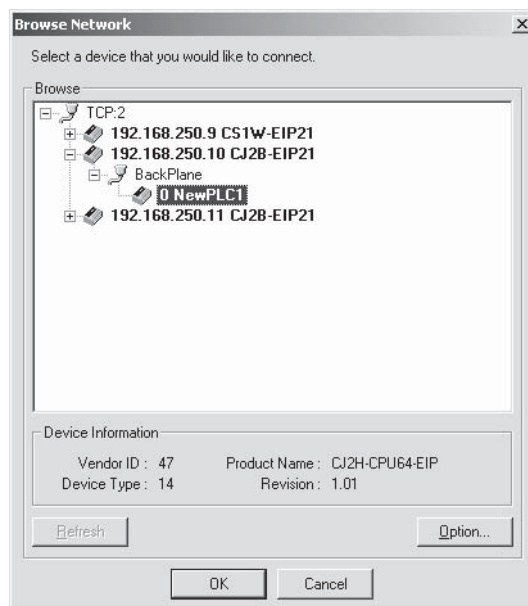 Browse Network
Select a device that you would like to connect.
Browse
TCP:2
192.168.250.9 CS1W-EIP21
192.168.250.10 CJ2B-EIP21
BackPlane
0 NewPLC1
192.168.250.11 CJ2B-EIP21
Device Information
Vendor ID : 47 Product Name : CJ2H-CPU64-EIP
Device Type : 14 Revision : 1.01
Refresh Option...
OK Cancel